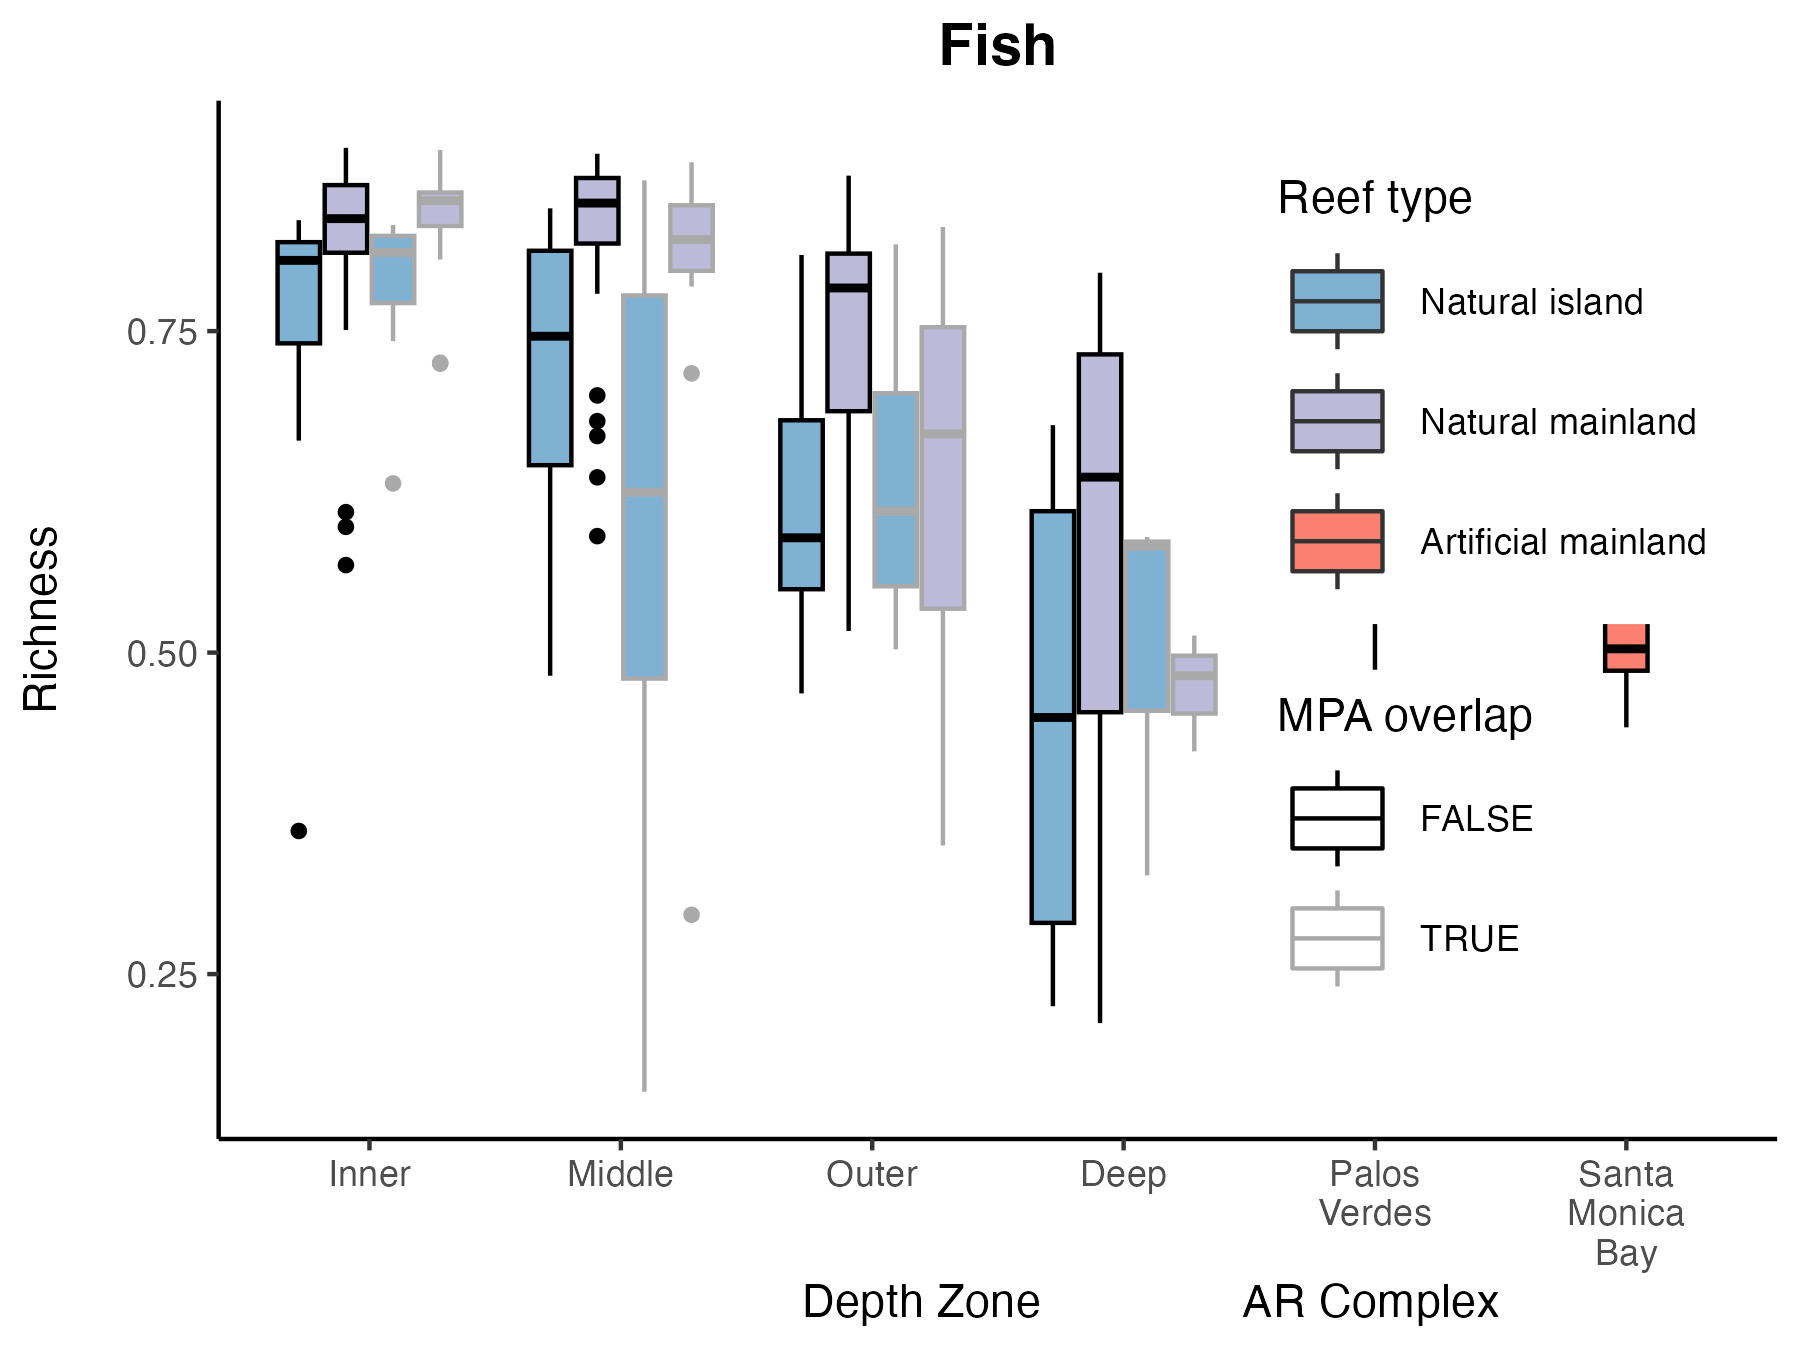 Fish
Richness
0.75
0.50
0.25
Reef type
Natural island
Natural mainland
Artificial mainland
MPA overlap
FALSE
TRUE
Inner
Middle
Outer
Deep
Palos
Verdes
Santa
Monica
Bay
Depth Zone
AR Complex